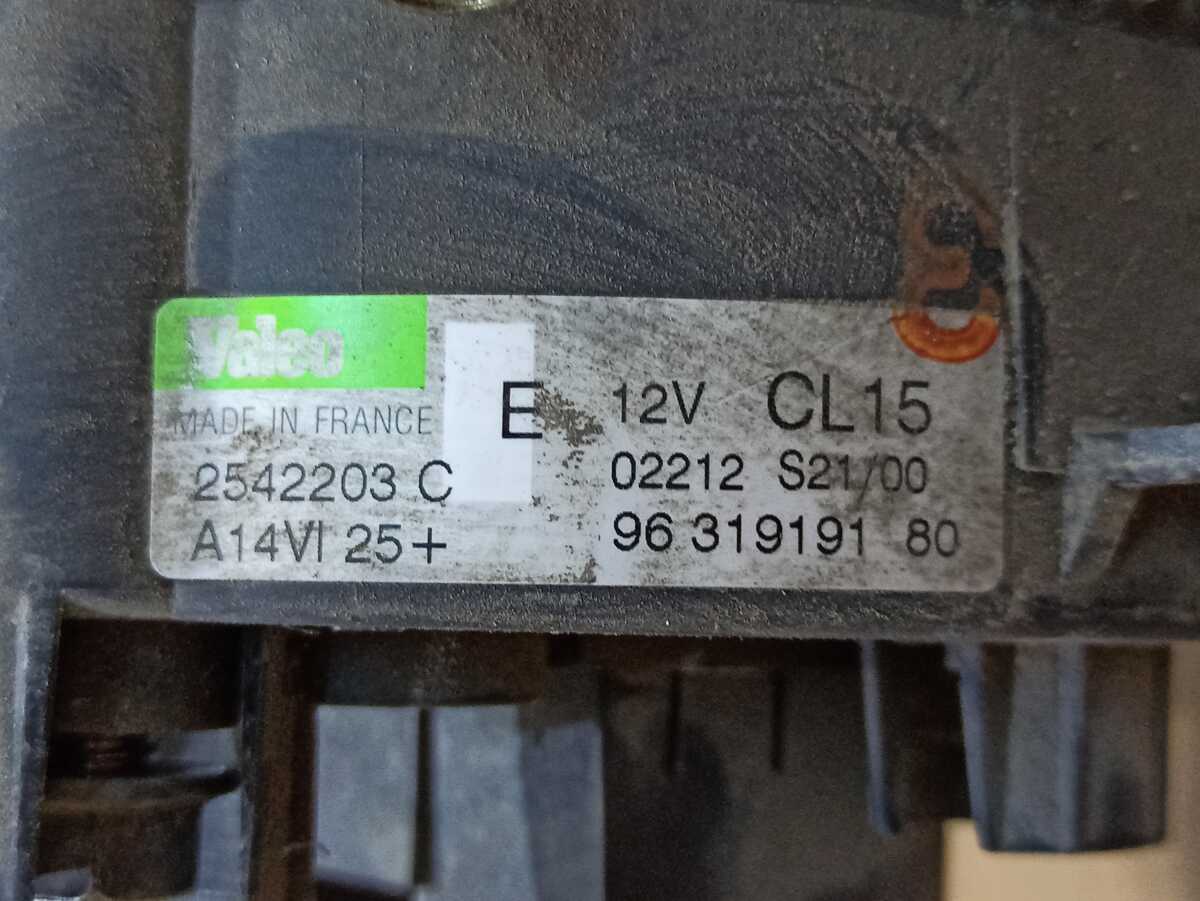 Valeo
MADE IN FRANCE
E 12V CL15
2542203 C 02212 S21/00
A14VI 25+ 96 319191 80